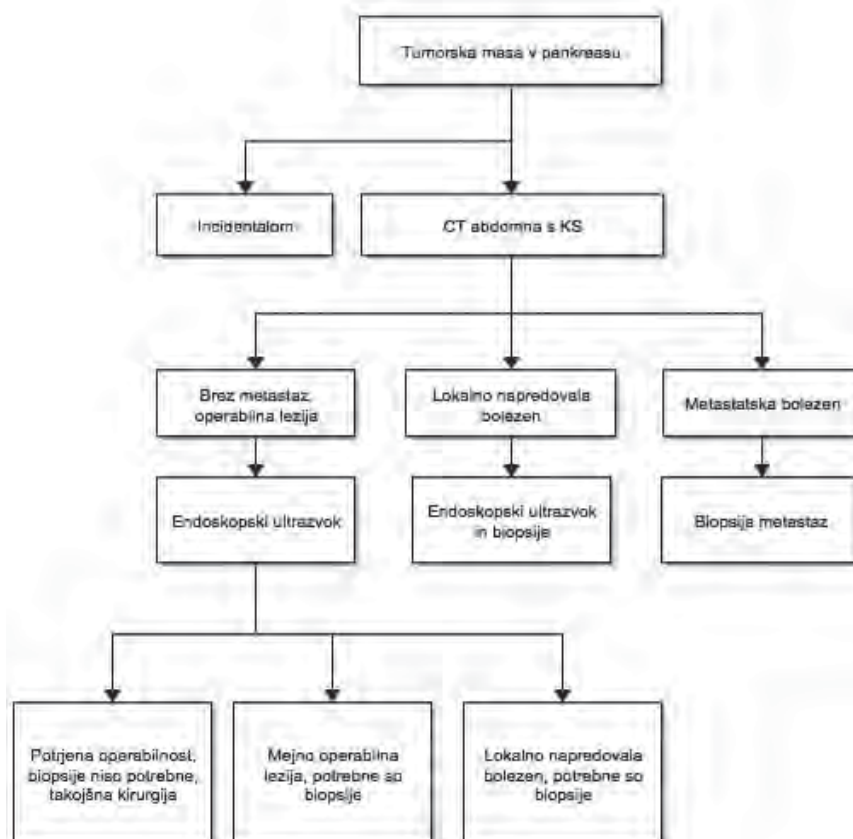 Tumorska masa v pankreasu
Incidentalom
CT abdomna s KS
Brez metastaz,
operabilna lezija
Lokalno napredovala
bolezen
Metastatska bolezen
Endoskopski ultrazvok
Endoskopski ultrazvok
in biopsije
Biopsija metastaz
Potrjena operabilnost,
biopsije niso potrebne,
takojšna kirurgija
Mejno operabilna
lezija, potrebne so
biopsije
Lokalno napredovala
bolezen, potrebne so
biopsije